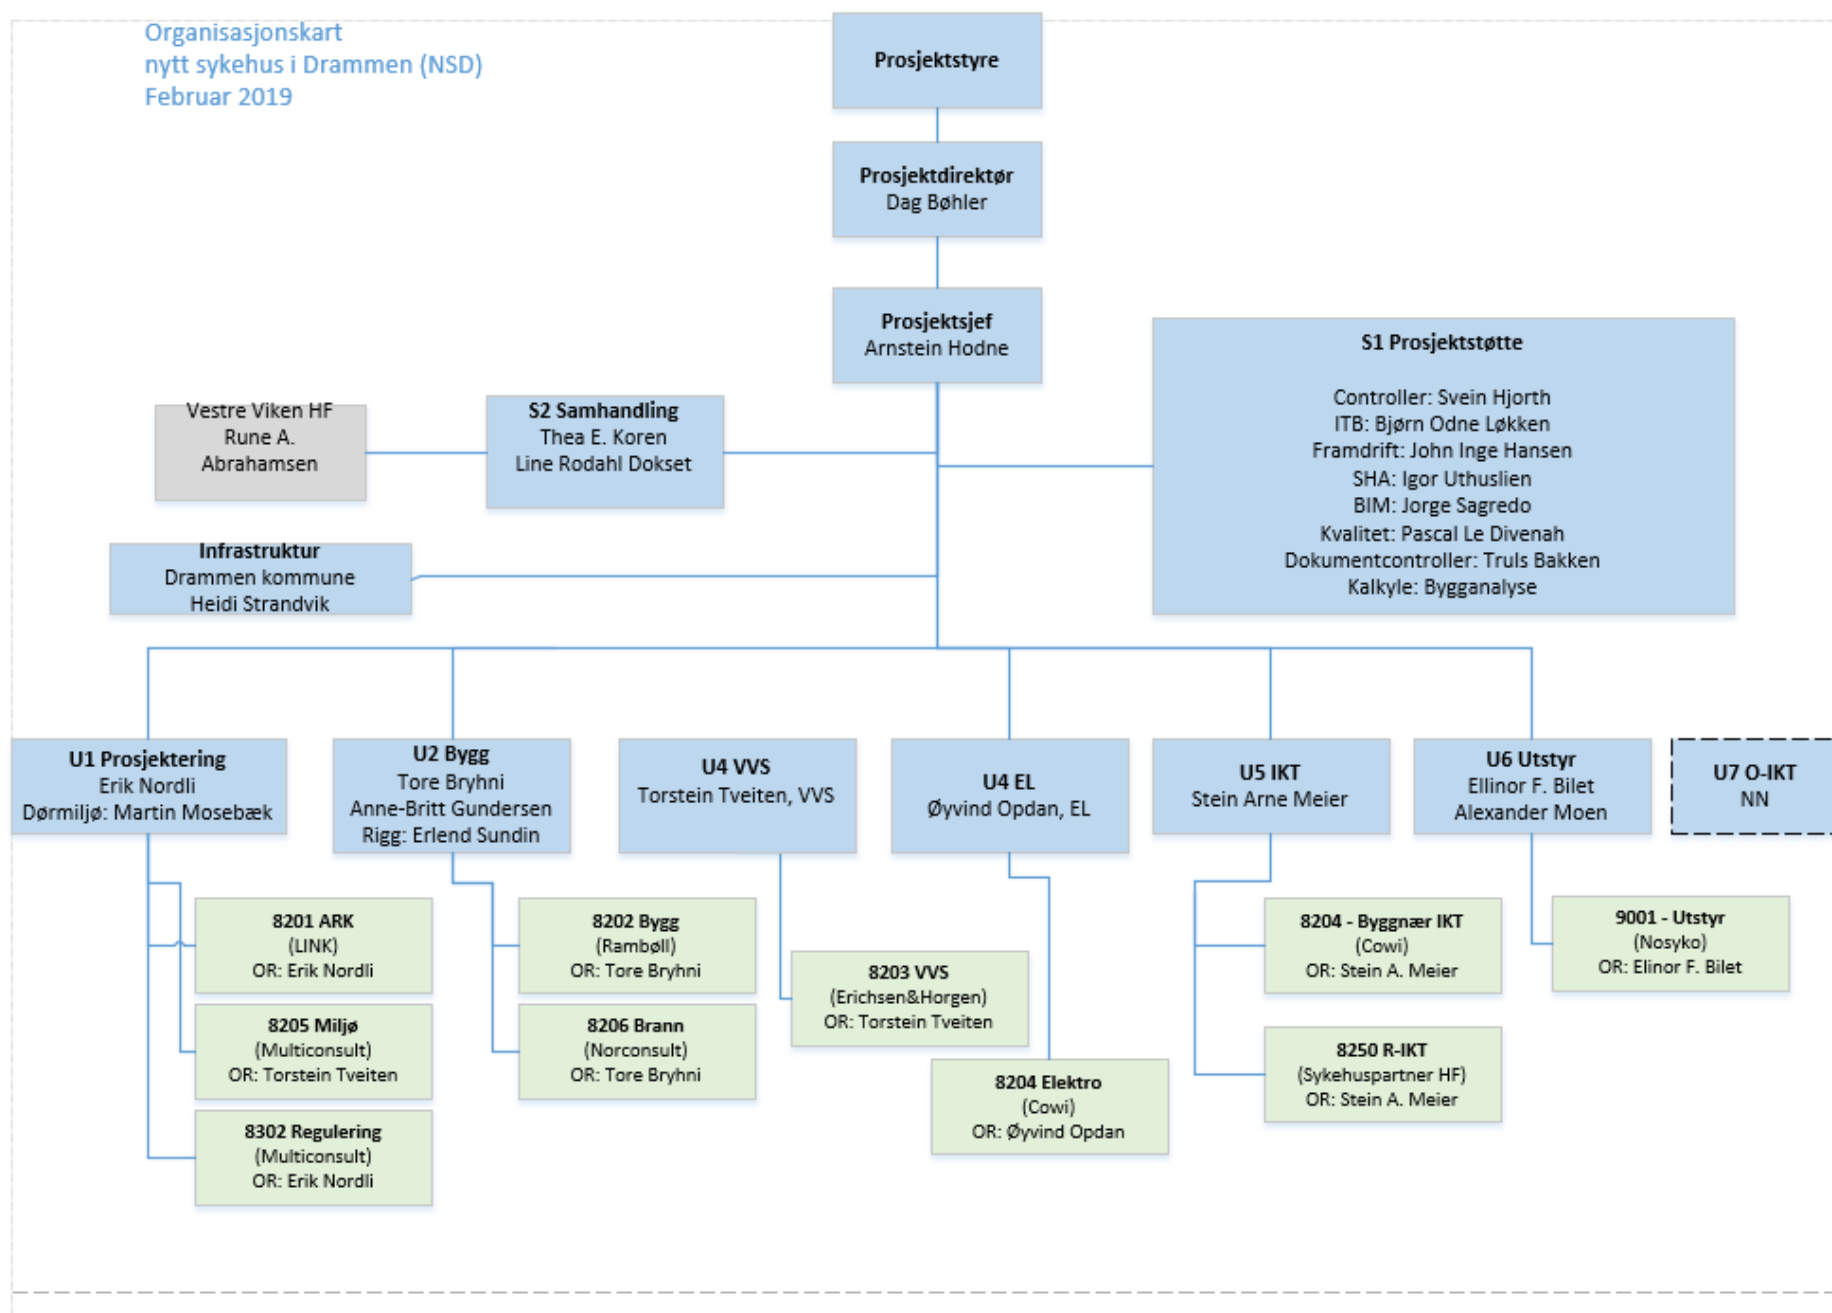 Organisasjonskart
nytt sykehus i Drammen (NSD)
Februar 2019
Prosjektstyre
Prosjektdirektør
Dag Bøhler
Prosjektsjef
Arnstein Hodne
S1 Prosjektstøtte
Controller: Svein Hjorth
ITB: Bjørn Odne Løkken
Framdrift: John Inge Hansen
SHA: Igor Uthuslien
BIM: Jorge Sagredo
Kvalitet: Pascal Le Divenah
Dokumentcontroller: Truls Bakken
Kalkyle: Bygganalyse
Vestre Viken HF
Rune A.
Abrahamsen
S2 Samhandling
Thea E. Koren
Line Rodahl Dokset
Infrastruktur
Drammen kommune
Heidi Strandvik
U1 Prosjektering
Erik Nordli
Dørmiljø: Martin Mosebæk
U2 Bygg
Tore Bryhni
Anne-Britt Gundersen
Rigg: Erlend Sundin
U4 VVS
Torstein Tveiten, VVS
U4 EL
Øyvind Opdan, EL
U5 IKT
Stein Arne Meier
U6 Utstyr
Ellinor F. Bilet
Alexander Moen
U7 O-IKT
NN
8201 ARK
(LINK)
OR: Erik Nordli
8205 Miljø
(Multiconsult)
OR: Torstein Tveiten
8302 Regulering
(Multiconsult)
OR: Erik Nordli
8202 Bygg
(Rambøll)
OR: Tore Bryhni
8206 Brann
(Norconsult)
OR: Tore Bryhni
8203 VVS
(Erichsen&Horgen)
OR: Torstein Tveiten
8204 Elektro
(Cowi)
OR: Øyvind Opdan
8204 - Byggnær IKT
(Cowi)
OR: Stein A. Meier
8250 R-IKT
(Sykehuspartner HF)
OR: Stein A. Meier
9001 - Utstyr
(Nosyko)
OR: Elinor F. Bilet